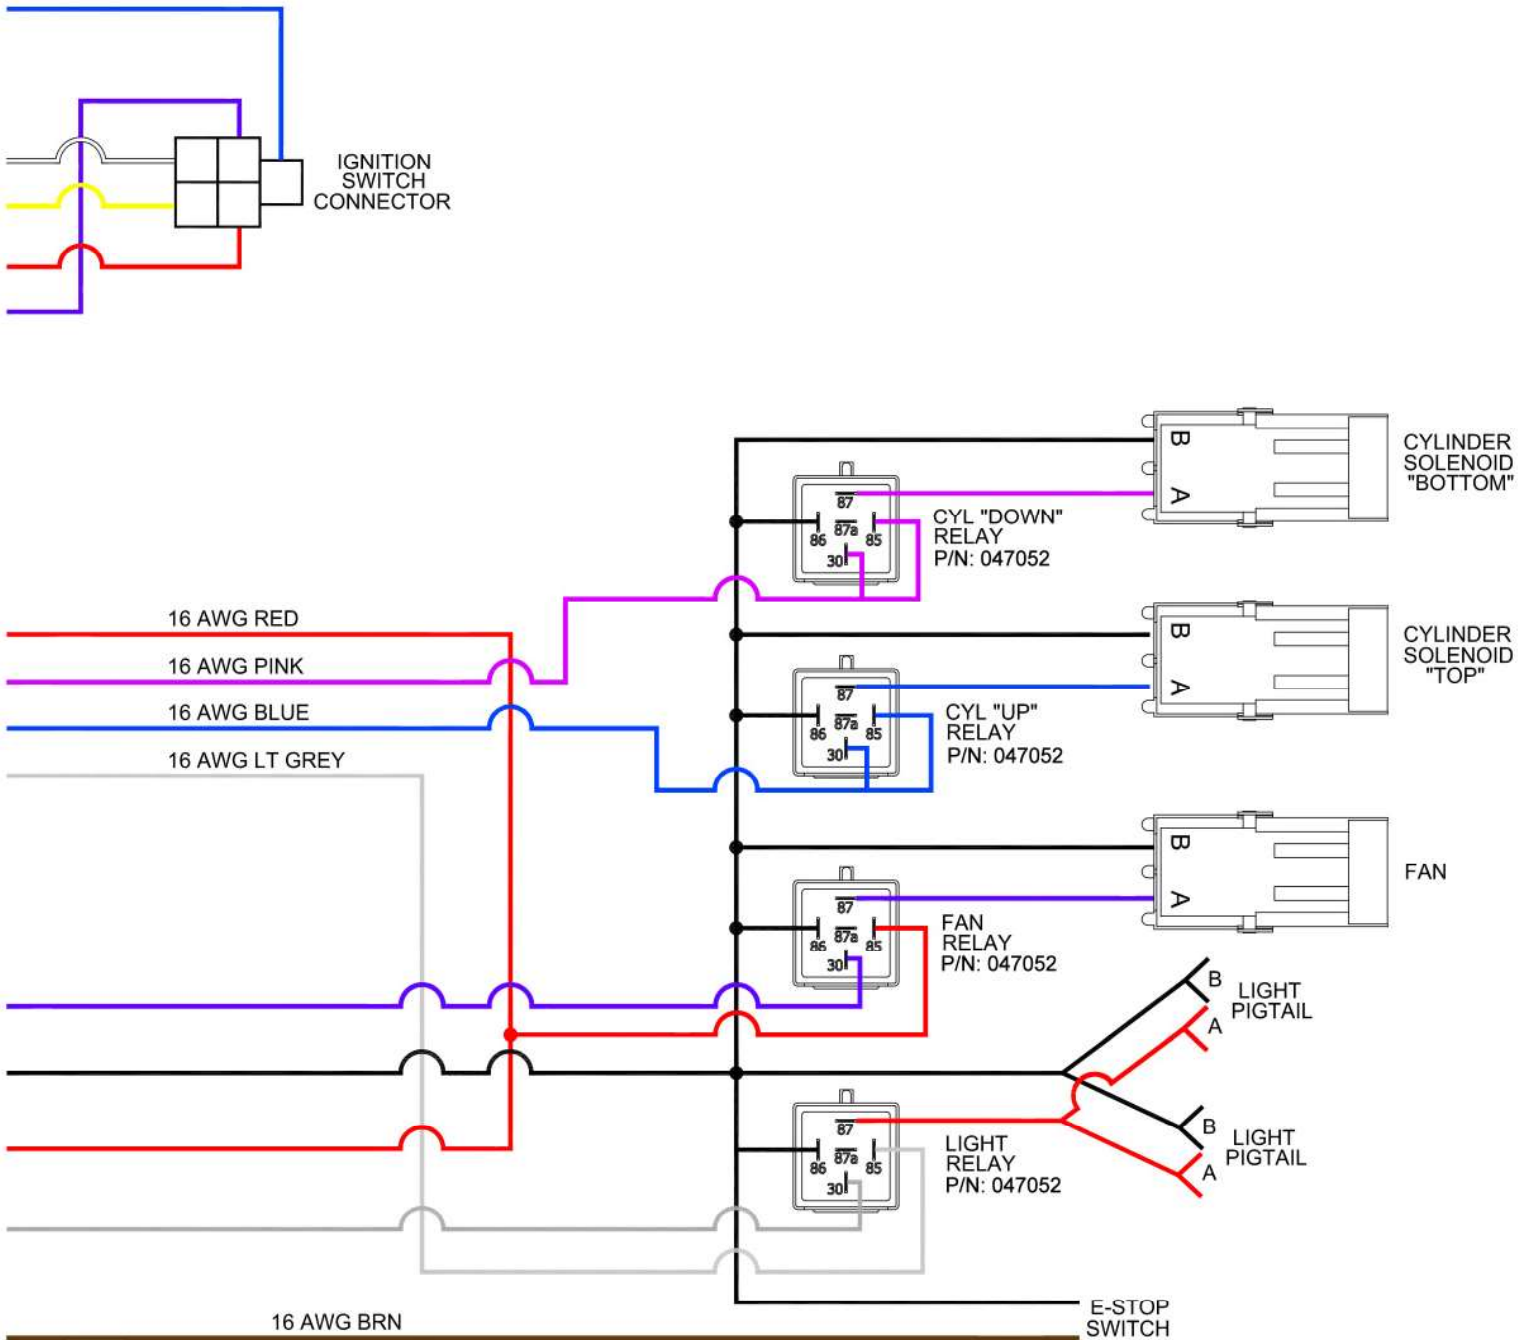 IGNITION
SWITCH
CONNECTOR
B
A
CYLINDER
SOLENOID
"BOTTOM"
87
87a
86
85
30
CYL "DOWN"
RELAY
P/N: 047052
16 AWG RED
16 AWG PINK
16 AWG BLUE
16 AWG LT GREY
B
A
CYLINDER
SOLENOID
"TOP"
87
87a
86
85
30
CYL "UP"
RELAY
P/N: 047052
B
A
FAN
87
87a
86
85
30
FAN
RELAY
P/N: 047052
B
A
LIGHT
PIGTAIL
87
87a
86
85
30
LIGHT
RELAY
P/N: 047052
B
A
LIGHT
PIGTAIL
16 AWG BRN
E-STOP
SWITCH